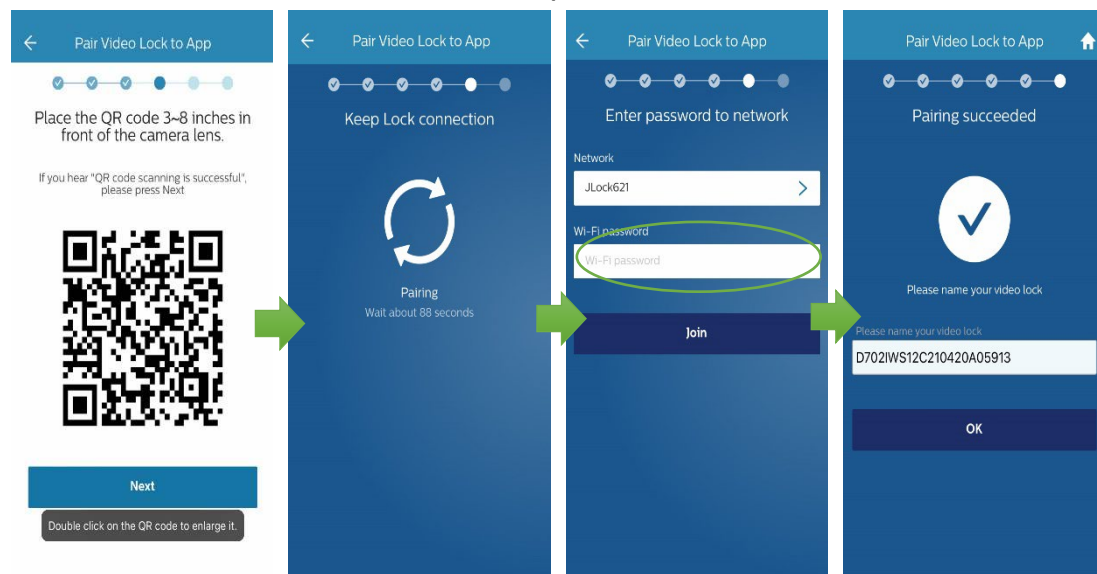 Pair Video Lock to App
Place the QR code 3~8 inches in
front of the camera lens.
If you hear "QR code scanning is successful",
please press Next
Next
Double click on the QR code to enlarge it.
Pair Video Lock to App
Keep Lock connection
Pairing
Wait about 88 seconds
Pair Video Lock to App
Enter password to network
Network
JLock621
Wi-Fi password
Wi-Fi password
Join
Pair Video Lock to App
Pairing succeeded
Please name your video lock
Please name your video lock
D702IWS12C210420A05913
OK